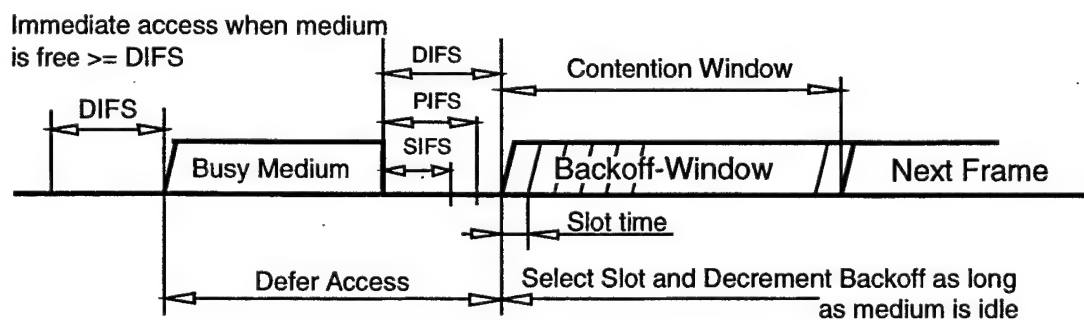 Immediate access when medium
is free >= DIFS
DIFS
DIFS
PIFS
SIFS
Contention Window
Busy Medium
Backoff-Window
Next Frame
Slot time
Defer Access
Select Slot and Decrement Backoff as long
as medium is idle